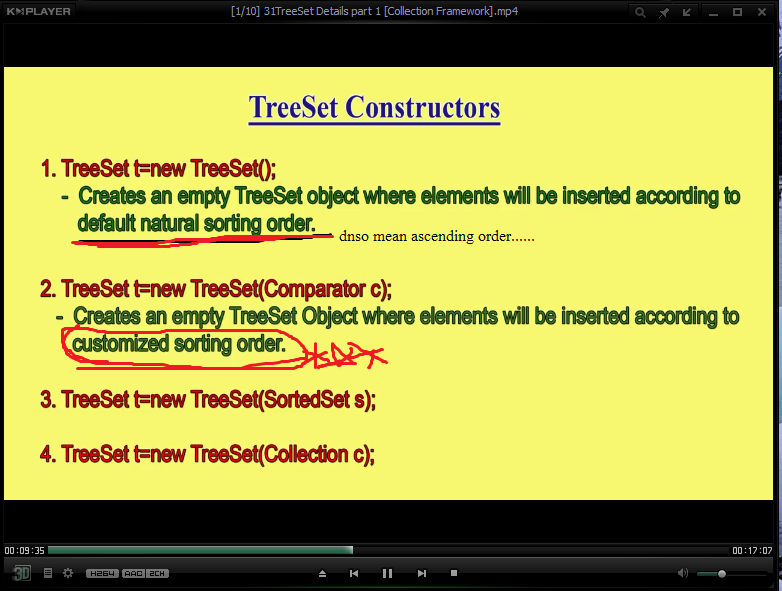 KMPLAYER
[1/10] 31TreeSet Details part 1 [Collection Framework].mp4
TreeSet Constructors
1. TreeSet t=new TreeSet();
- Creates an empty TreeSet object where elements will be inserted according to
default natural sorting order.
dnso mean ascending order......
2. TreeSet t=new TreeSet(Comparator c);
- Creates an empty TreeSet Object where elements will be inserted according to
customized sorting order.
3. TreeSet t=new TreeSet(SortedSet s);
4. TreeSet t=new TreeSet(Collection c);
00:09:35
00:17:07
3D H264 AAC 2CH